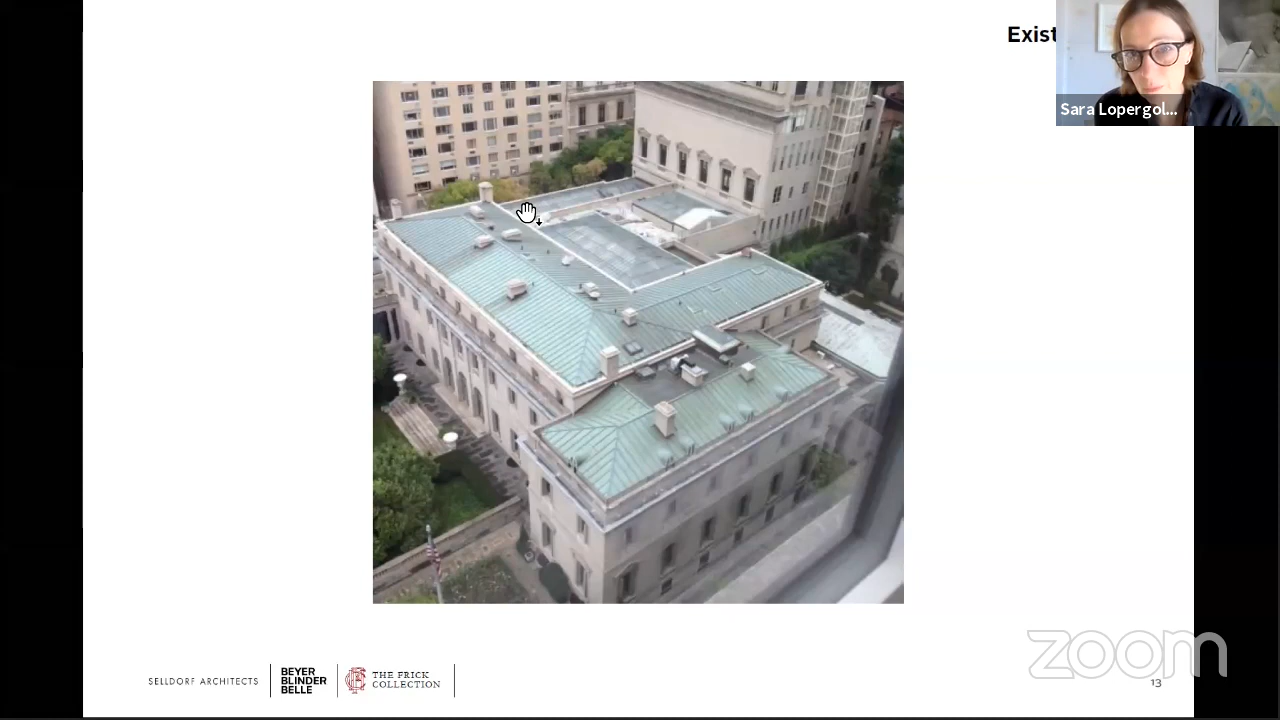 Exist
Sara Lopergol...
SELLDORF ARCHITECTS
BEYER
BLINDER
BELLE
THE FRICK
COLLECTION
zoom
13